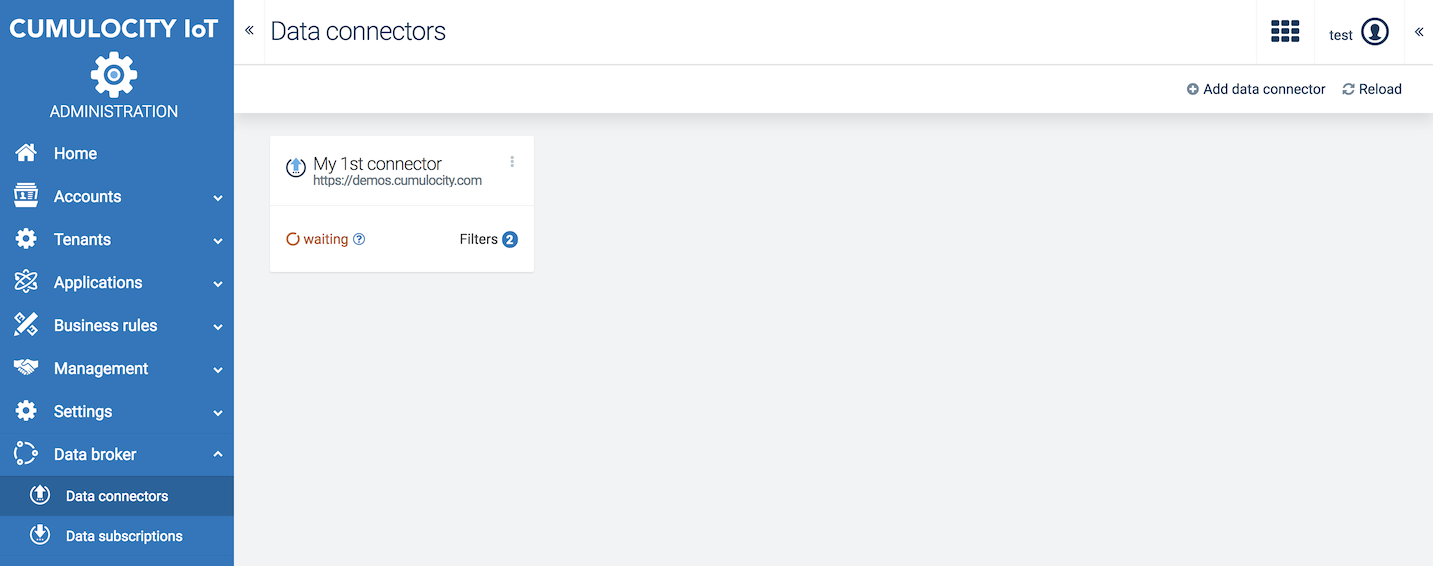 CUMULOCITY IoT
ADMINISTRATION
Home
Accounts
Tenants
Applications
Business rules
Management
Settings
Data broker
Data connectors
Data subscriptions
Data connectors
test
Add data connector Reload
My 1st connector
https://demos.cumulocity.com
waiting ? Filters 2